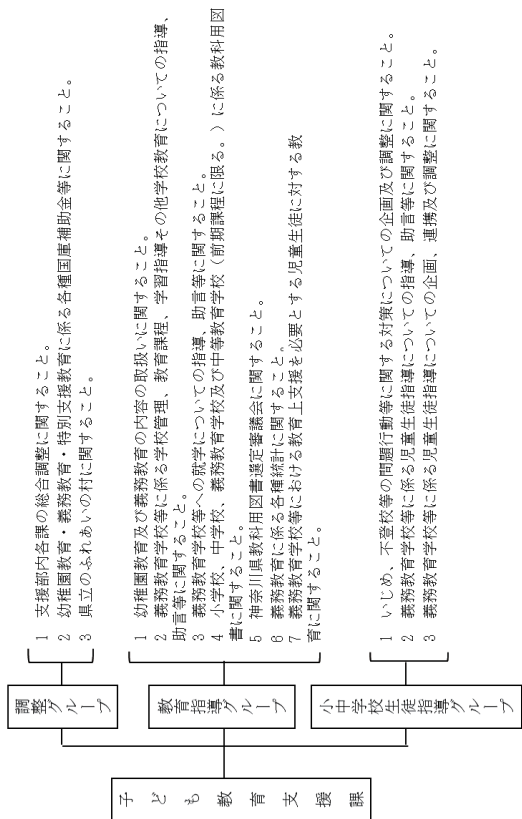 子ども教育支援課
調整グループ
1 支援部内各課の総合調整に関すること。
2 幼稚園教育・義務教育・特別支援教育に係る各種国庫補助金等に関すること。
3 県立のふれあいの村に関すること。
教育指導グループ
1 幼稚園教育及び義務教育の内容の取扱いに関すること。
2 義務教育学校等に係る学校管理、教育課程、学習指導その他学校教育についての指導、
助言等に関すること。
3 義務教育学校等への就学についての指導、助言等に関すること。
4 小学校、中学校、義務教育学校及び中等教育学校（前期課程に限る。）に係る教科用図
書に関すること。
5 神奈川県教科用図書選定審議会に関すること。
6 義務教育に係る各種統計に関すること。
7 義務教育学校等における教育上支援を必要とする児童生徒に対する教
育に関すること。
小中学校生徒指導グループ
1 いじめ、不登校等の問題行動等に関する対策についての企画及び調整に関すること。
2 義務教育学校等に係る児童生徒指導についての指導、助言等に関すること。
3 義務教育学校等に係る児童生徒指導についての企画、連携及び調整に関すること。